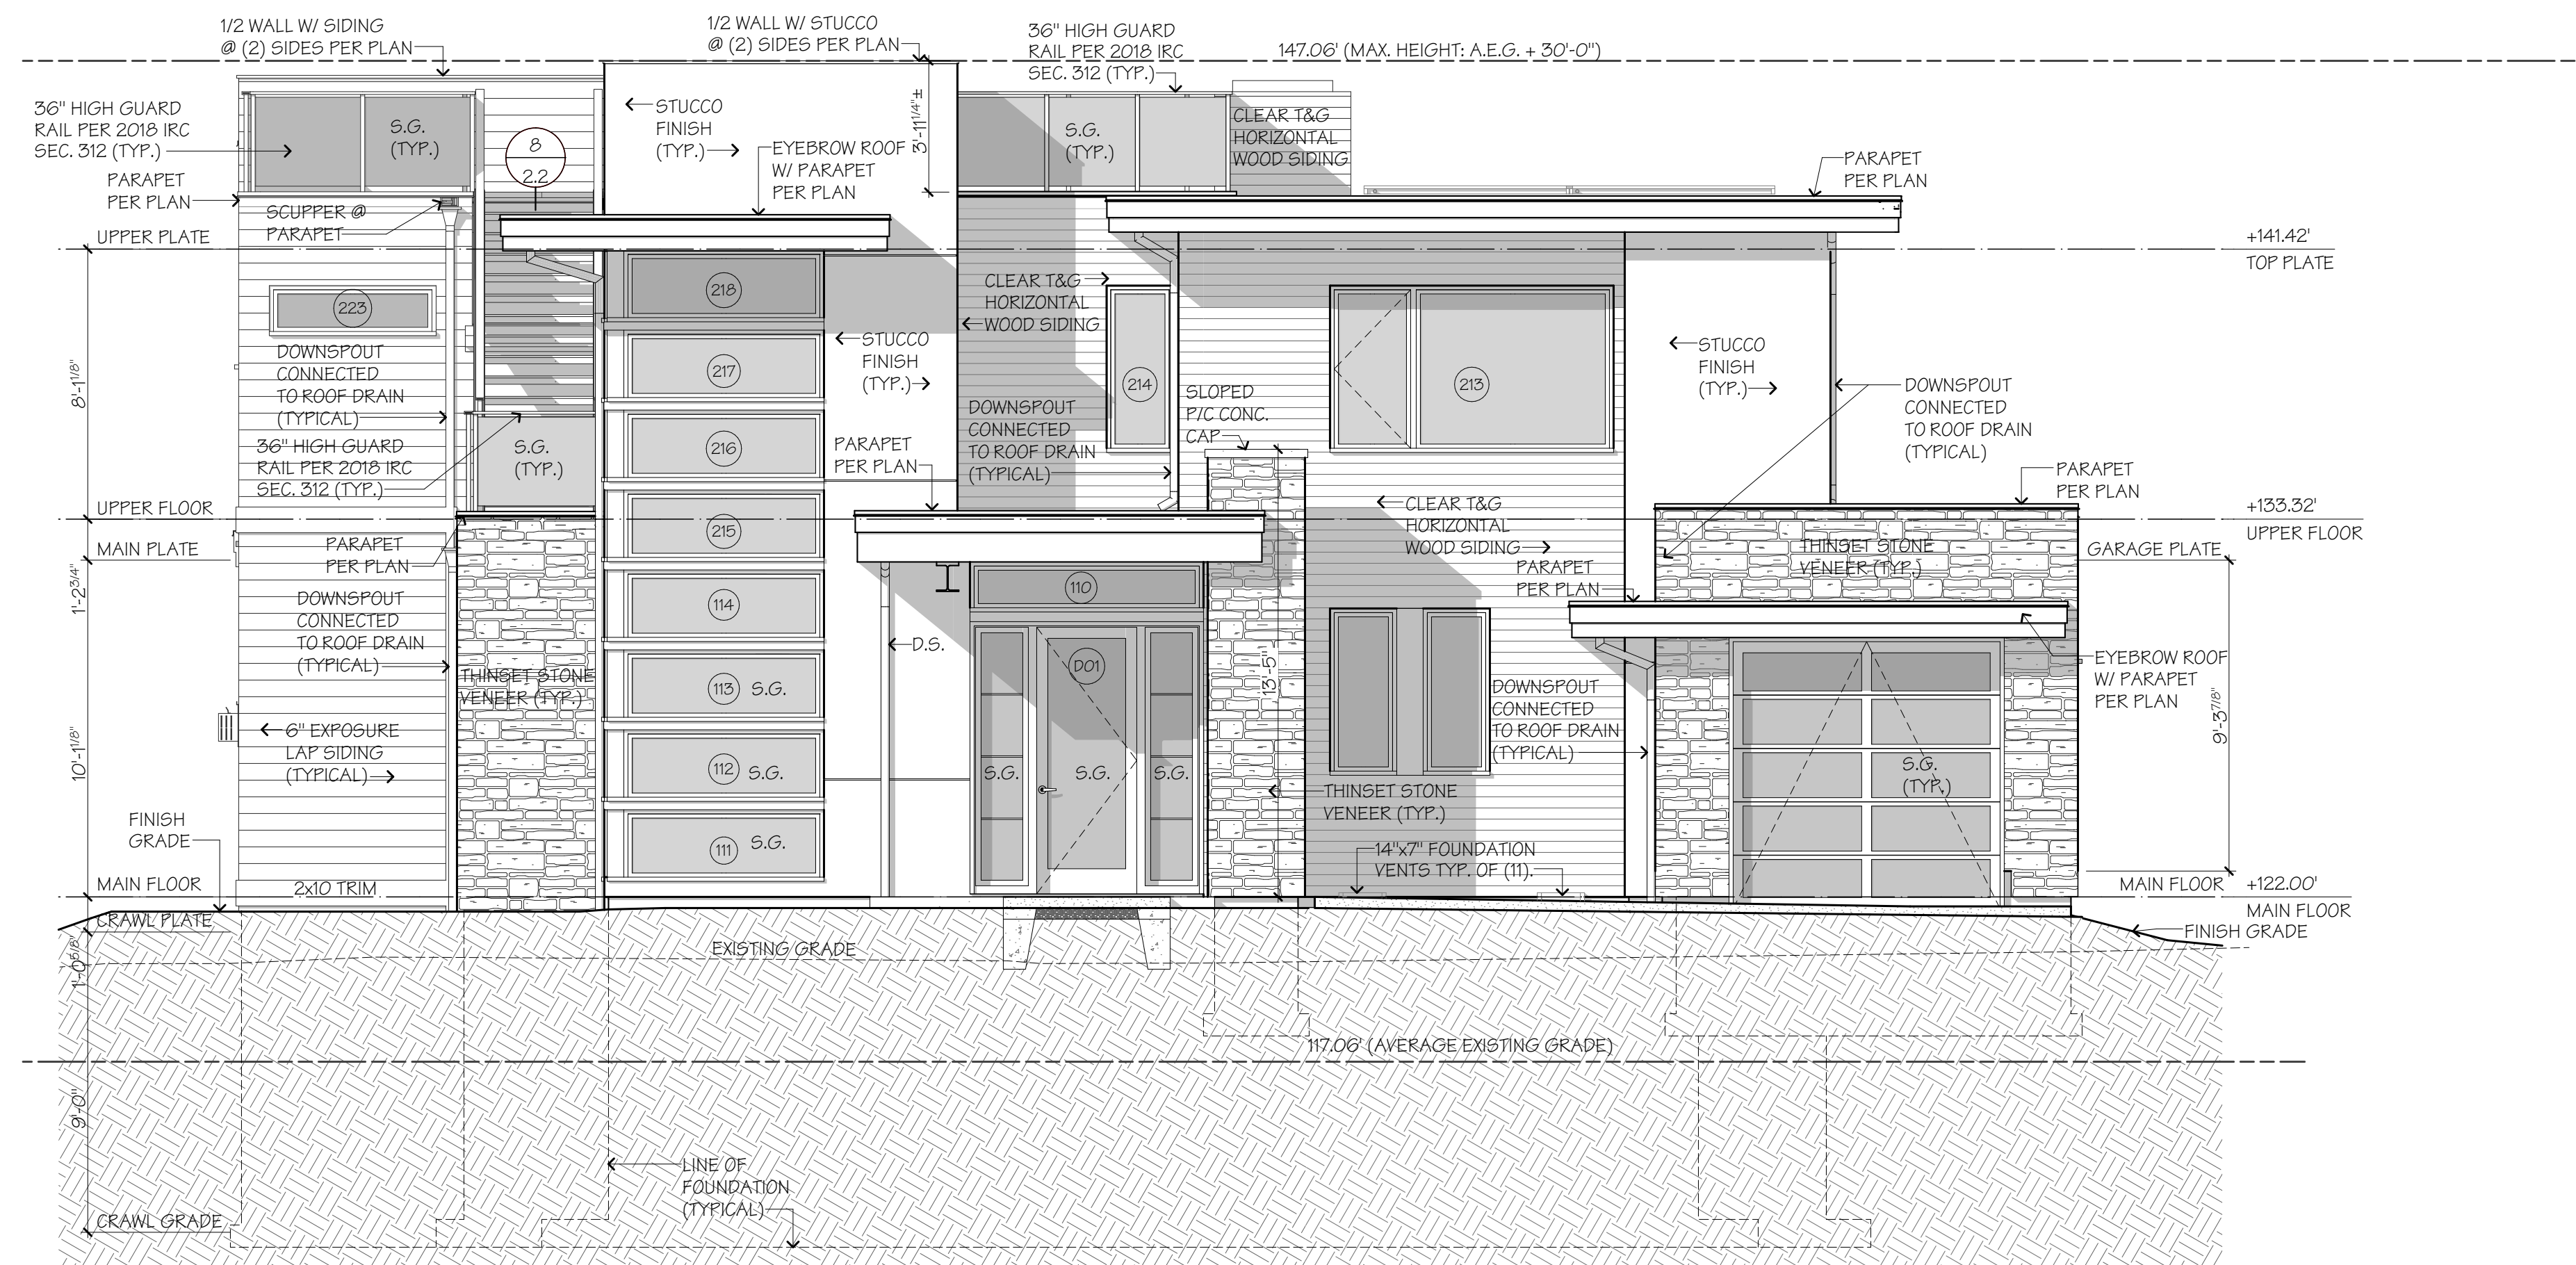 1/2 WALL W/ SIDING
@ (2) SIDES PER PLAN
1/2 WALL W/ STUCCO
@ (2) SIDES PER PLAN
36" HIGH GUARD
RAIL PER 2018 IRC
SEC. 312 (TYP.)
147.06' (MAX. HEIGHT: A.E.G. + 30'-0")
36" HIGH GUARD
RAIL PER 2018 IRC
SEC. 312 (TYP.)
S.G.
(TYP.)
8
2.2
STUCCO
FINISH
(TYP.)
3'-11 1/4"±
EYEBROW ROOF
W/ PARAPET
PER PLAN
S.G.
(TYP.)
CLEAR T&G
HORIZONTAL
WOOD SIDING
PARAPET
PER PLAN
PARAPET
PER PLAN
SCUPPER @
PARAPET
UPPER PLATE
+141.42'
TOP PLATE
223
218
217
216
215
114
113 S.G.
112 S.G.
111 S.G.
CLEAR T&G
HORIZONTAL
WOOD SIDING
STUCCO
FINISH
(TYP.)
214
213
STUCCO
FINISH
(TYP.)
DOWNSPOUT
CONNECTED
TO ROOF DRAIN
(TYPICAL)
8'-1 1/8"
DOWNSPOUT
CONNECTED
TO ROOF DRAIN
(TYPICAL)
SLOPED
P/C CONC.
CAP
DOWNSPOUT
CONNECTED
TO ROOF DRAIN
(TYPICAL)
36" HIGH GUARD
RAIL PER 2018 IRC
SEC. 312 (TYP.)
S.G.
(TYP.)
PARAPET
PER PLAN
PARAPET
PER PLAN
UPPER FLOOR
+133.32'
UPPER FLOOR
CLEAR T&G
HORIZONTAL
WOOD SIDING
THINSET STONE
VENEER (TYP.)
GARAGE PLATE
MAIN PLATE
PARAPET
PER PLAN
PARAPET
PER PLAN
1'-2 3/4"
110
DOWNSPOUT
CONNECTED
TO ROOF DRAIN
(TYPICAL)
D.S.
D01
13'-5"
THINSET STONE
VENEER (TYP.)
DOWNSPOUT
CONNECTED
TO ROOF DRAIN
(TYPICAL)
EYEBROW ROOF
W/ PARAPET
PER PLAN
9'-3 7/8"
6" EXPOSURE
LAP SIDING
(TYPICAL)
10'-1 1/8"
S.G.
S.G.
S.G.
S.G.
(TYP.)
THINSET STONE
VENEER (TYP.)
FINISH
GRADE
14"x7" FOUNDATION
VENTS TYP. OF (11).
MAIN FLOOR
2x10 TRIM
MAIN FLOOR
+122.00'
MAIN FLOOR
CRAWL PLATE
FINISH GRADE
EXISTING GRADE
1'-0 5/8"
117.06' (AVERAGE EXISTING GRADE)
9'-0"
LINE OF
FOUNDATION
(TYPICAL)
CRAWL GRADE